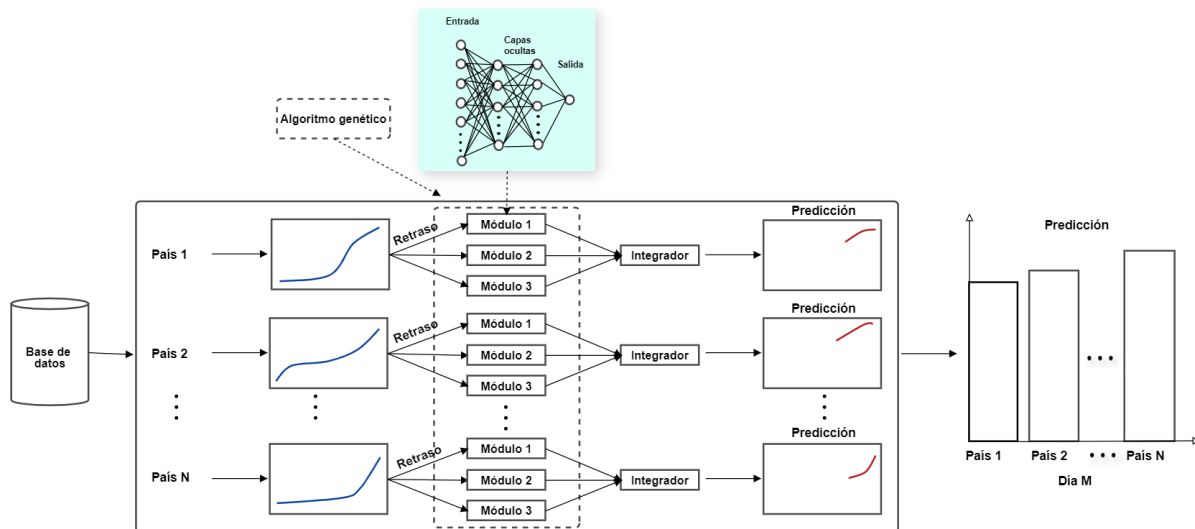 Entrada
Capas
ocultas
Salida
Algoritmo genético
Base de
datos
País 1
Retraso
Módulo 1
Módulo 2
Módulo 3
Integrador
Predicción
País 2
Retraso
Módulo 1
Módulo 2
Módulo 3
Integrador
Predicción
País N
Retraso
Módulo 1
Módulo 2
Módulo 3
Integrador
Predicción
Predicción
País 1
País 2
País N
Día M